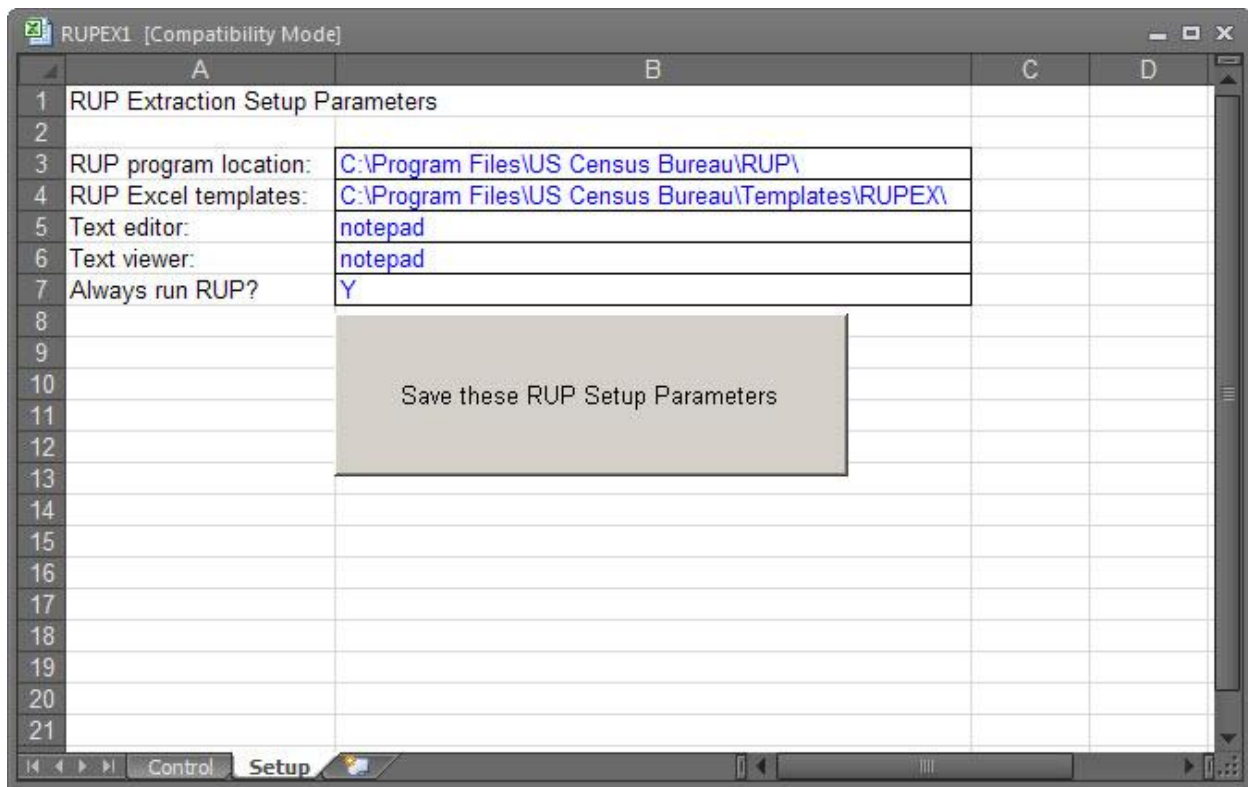 RUPEX1 [Compatibility Mode]
A B C D
1 RUP Extraction Setup Parameters
2
3 RUP program location: C:\Program Files\US Census Bureau\RUP\
4 RUP Excel templates: C:\Program Files\US Census Bureau\Templates\RUPEX\
5 Text editor: notepad
6 Text viewer: notepad
7 Always run RUP? Y
8
9
10
Save these RUP Setup Parameters
11
12
13
14
15
16
17
18
19
20
21
Control Setup